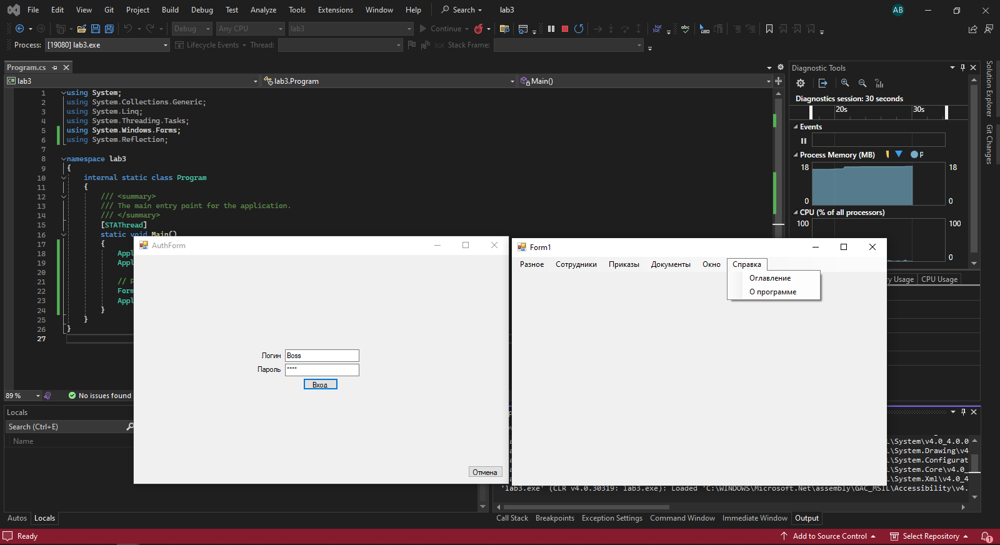 File Edit View Git Project Build Debug Test Analyze Tools Extensions Window Help Search lab3 AB
Debug Any CPU lab3 Continue
Process: [19080] lab3.exe Lifecycle Events Thread: Stack Frame:
Program.cs
C# lab3 lab3.Program Main()
1 using System;
2 using System.Collections.Generic;
3 using System.Linq;
4 using System.Threading.Tasks;
5 using System.Windows.Forms;
6 using System.Reflection;
7
8 namespace lab3
9 {
10 internal static class Program
11 {
12 /// <summary>
13 /// The main entry point for the application.
14 /// </summary>
15 [STAThread]
16 static void Main()
17 {
18 Appl
19 Appl
20
21 //
22 Form
23 Appl
24 }
25 }
26 }
27
89 % No issues found
Locals
Search (Ctrl+E)
Name
Autos Locals
AuthForm
Логин Boss
Пароль ****
Вход
Отмена
Form1
Разное Сотрудники Приказы Документы Окно Справка
Оглавление
О программе
Diagnostic Tools
Diagnostics session: 30 seconds
20s 30s
Events
Process Memory (MB) P
18 18
0 0
CPU (% of all processors)
100 100
0
y Usage CPU Usage
Solution Explorer
Git Changes
L\System\v4.0_4.0.0
L\System.Drawing\v4
L\System.Configurat
L\System.Core\v4.0_
L\System.Xml\v4.0_4
'lab3.exe' (CLR v4.0.30319: lab3.exe): Loaded 'C:\WINDOWS\Microsoft.Net\assembly\GAC_MSIL\Accessibility\v4.
Call Stack Breakpoints Exception Settings Command Window Immediate Window Output
Ready Add to Source Control Select Repository 1